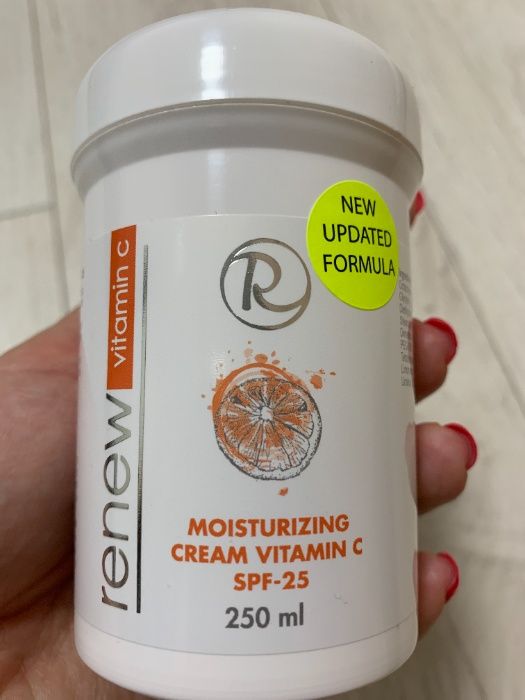 renew
vitamin c
R
NEW
UPDATED
FORMULA
MOISTURIZING
CREAM VITAMIN C
SPF-25
250 ml